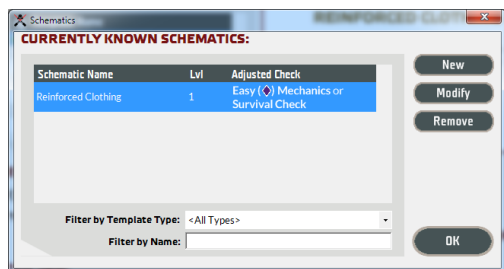 Schematics
REINFORCED CLOT
CURRENTLY KNOWN SCHEMATICS:
Schematic Name Lvl Adjusted Check
Reinforced Clothing 1 Easy (◆) Mechanics or
Survival Check
New
Modify
Remove
Filter by Template Type: <All Types>
Filter by Name:
OK